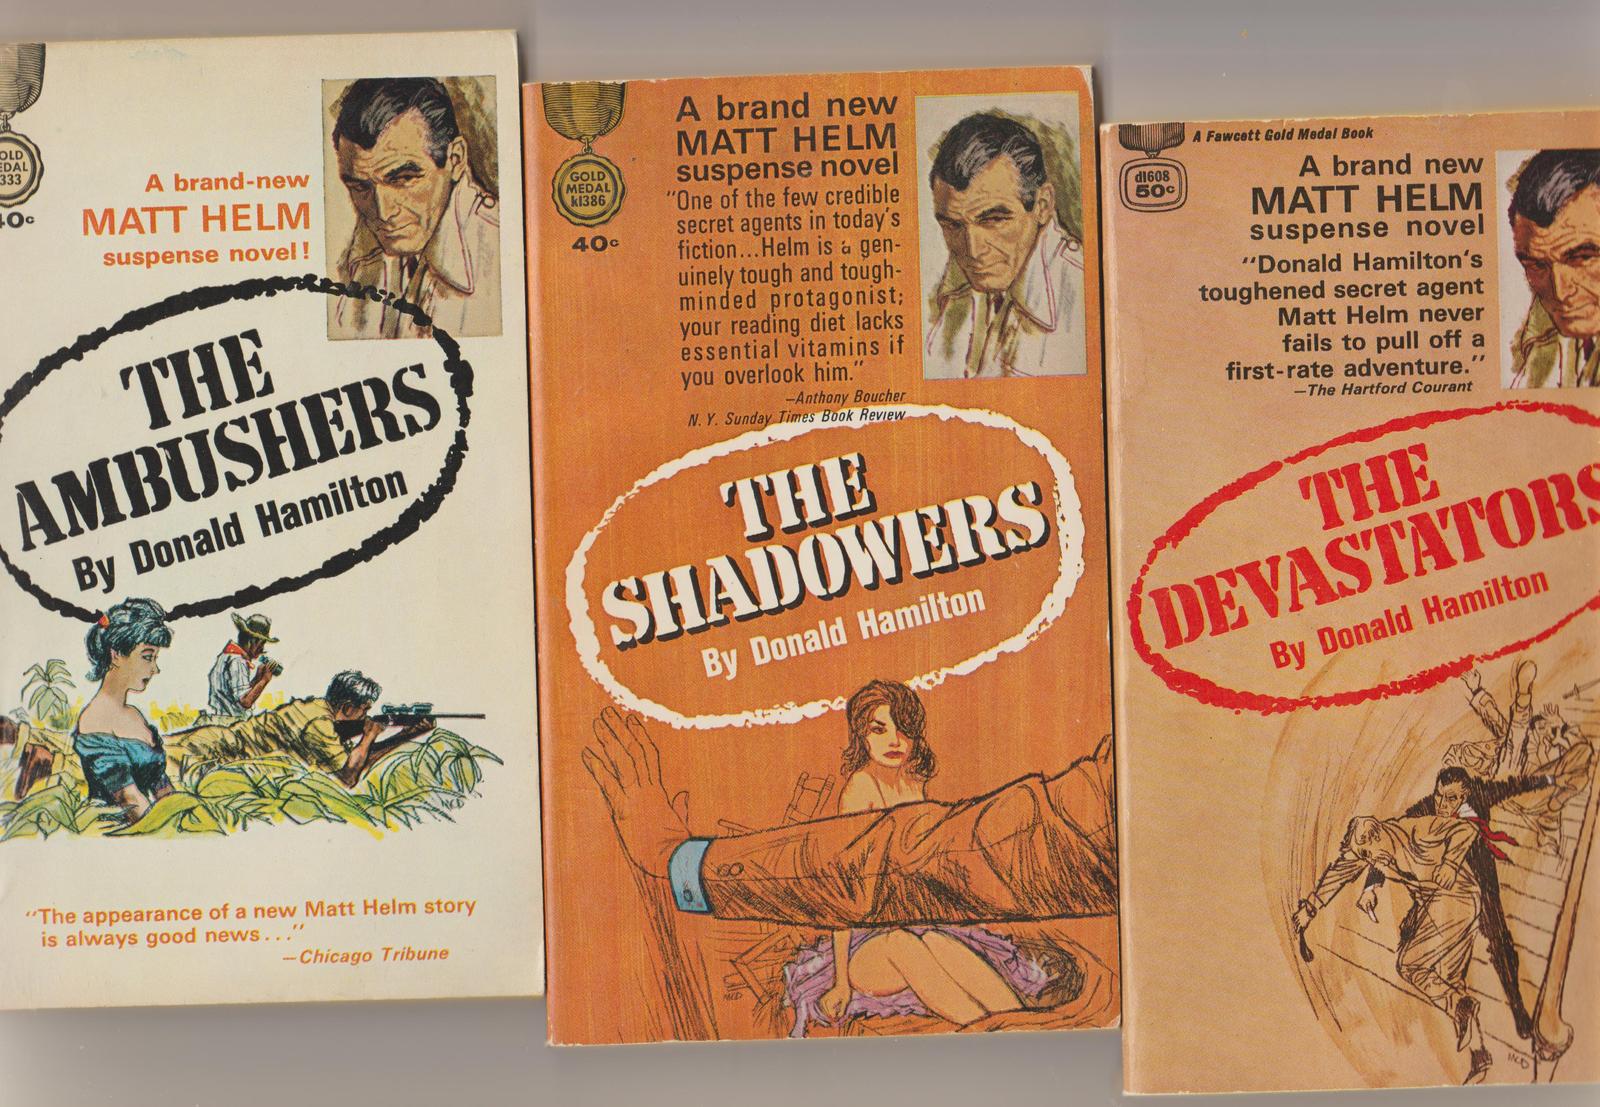 OLD
EDAL
333
40c
A brand-new
MATT HELM
suspense novel!
THE
AMBUSHERS
By Donald Hamilton
MCD
"The appearance of a new Matt Helm story
is always good news..."
—Chicago Tribune
GOLD
MEDAL
k1386
40c
A brand new
MATT HELM
suspense novel
"One of the few credible
secret agents in today's
fiction...Helm is a gen-
uinely tough and tough-
minded protagonist;
your reading diet lacks
essential vitamins if
you overlook him."
—Anthony Boucher
N.Y. Sunday Times Book Review
THE
SHADOWERS
By Donald Hamilton
MCD
A Fawcett Gold Medal Book
d1608
50c
A brand new
MATT HELM
suspense novel
"Donald Hamilton's
toughened secret agent
Matt Helm never
fails to pull off a
first-rate adventure."
—The Hartford Courant
THE
DEVASTATORS
By Donald Hamilton
MCD